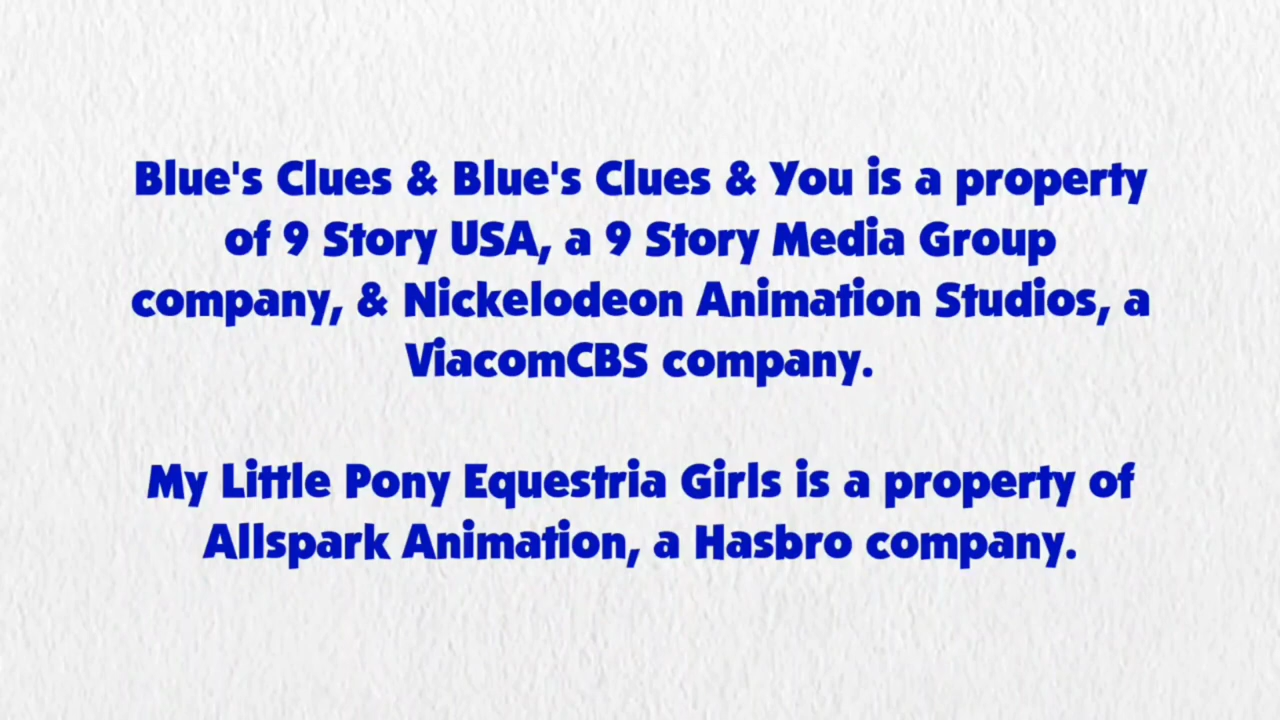 Blue's Clues & Blue's Clues & You is a property
of 9 Story USA, a 9 Story Media Group
company, & Nickelodeon Animation Studios, a
ViacomCBS company.
My Little Pony Equestria Girls is a property of
Allspark Animation, a Hasbro company.